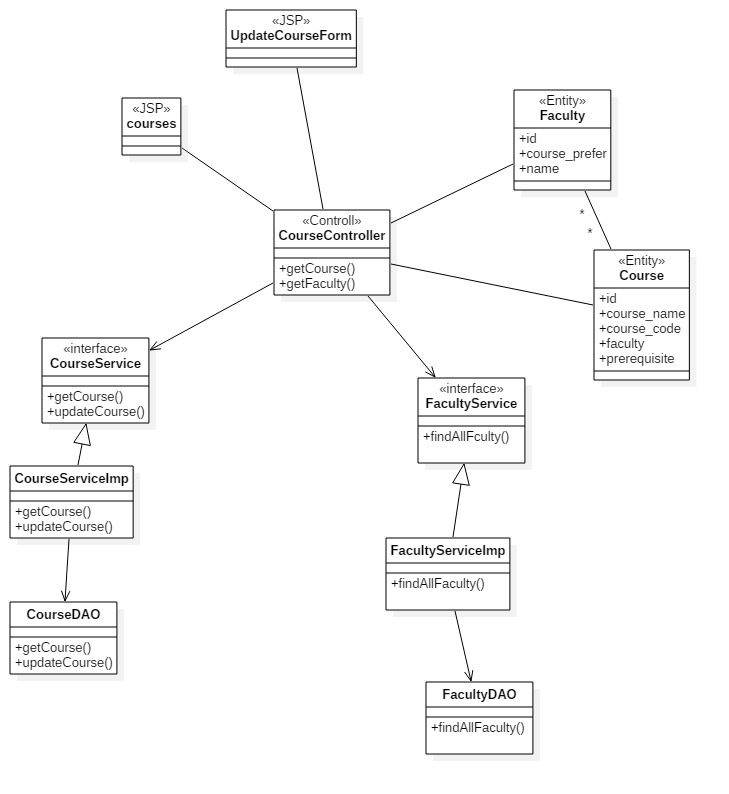 «JSP»
UpdateCourseForm
«JSP»
courses
«Entity»
Faculty
+id
+course_prefer
+name
*
*
«Controll»
CourseController
+getCourse()
+getFaculty()
«Entity»
Course
+id
+course_name
+course_code
+faculty
+prerequisite
«interface»
CourseService
+getCourse()
+updateCourse()
«interface»
FacultyService
+findAllFculty()
CourseServiceImp
+getCourse()
+updateCourse()
FacultyServiceImp
+findAllFaculty()
CourseDAO
+getCourse()
+updateCourse()
FacultyDAO
+findAllFaculty()